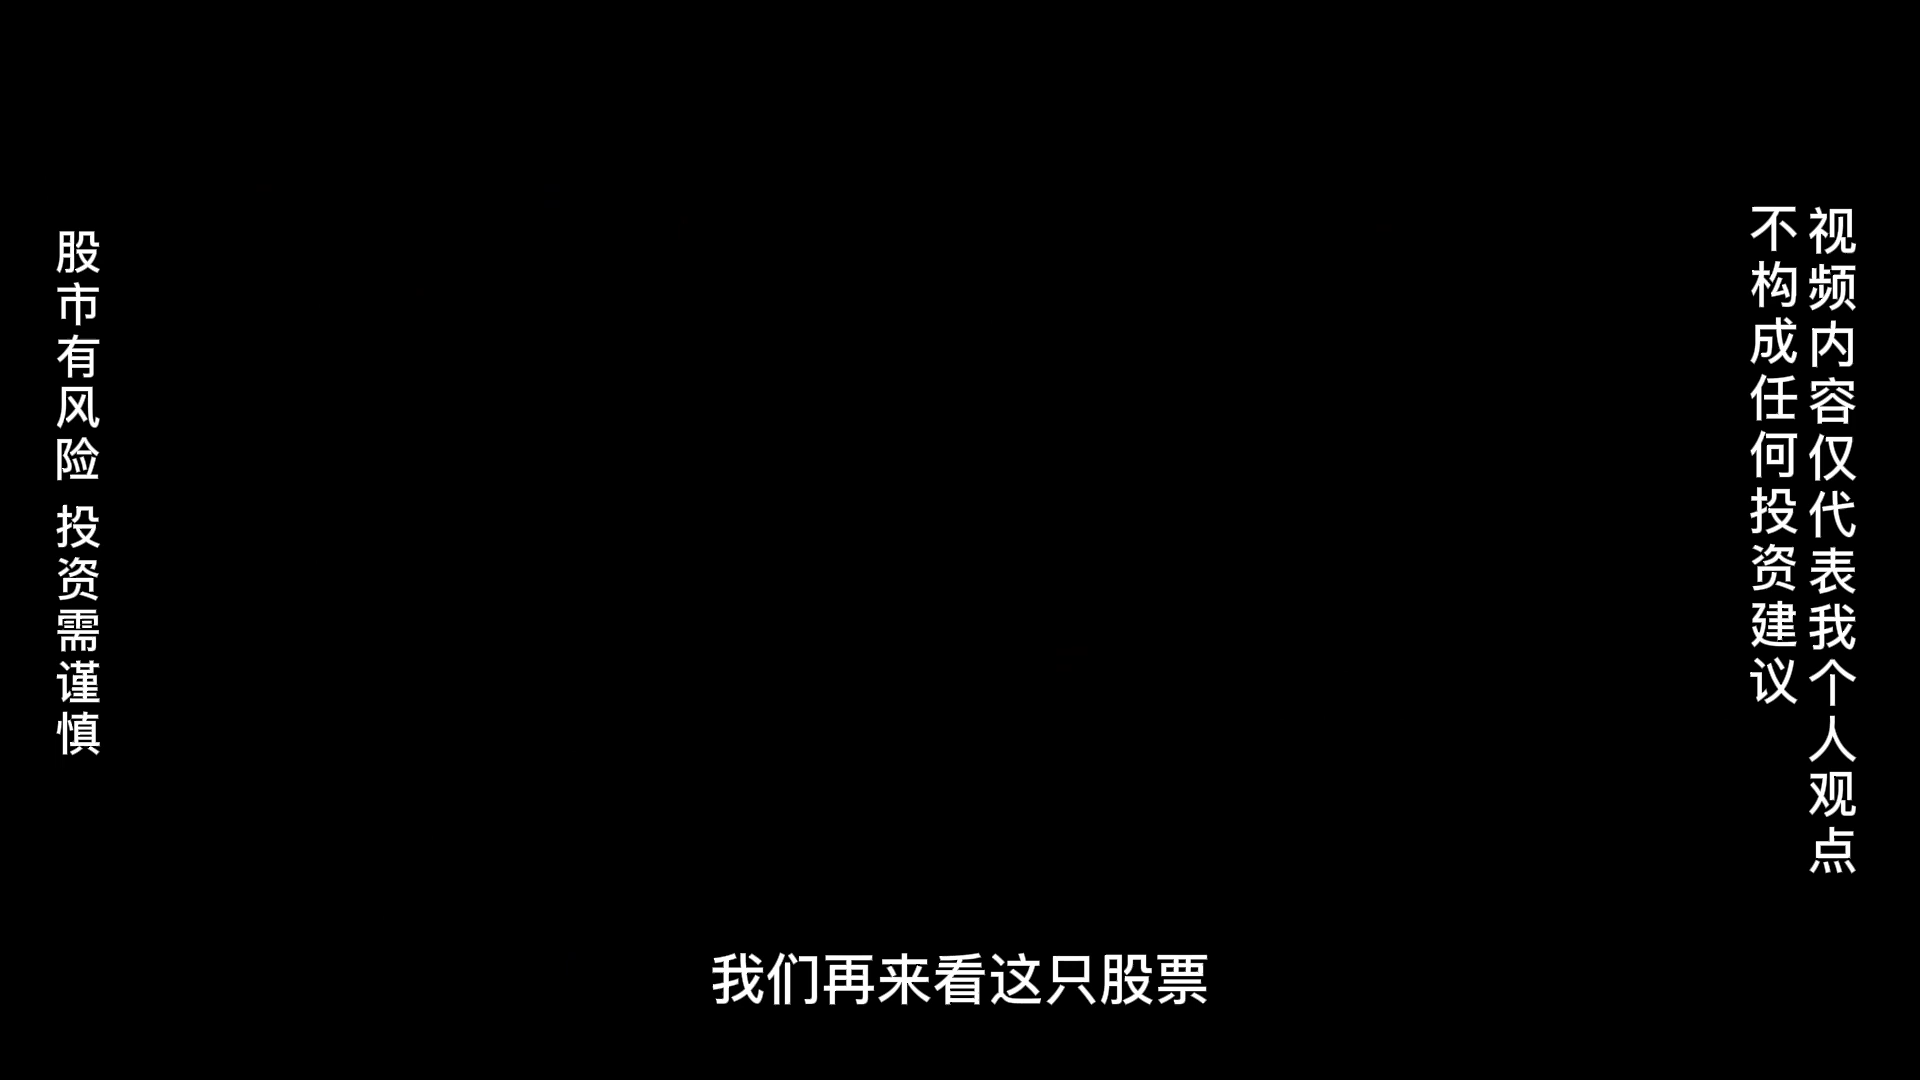 股市有风险 投资需谨慎
视频内容仅代表我个人观点
不构成任何投资建议
我们再来看这只股票